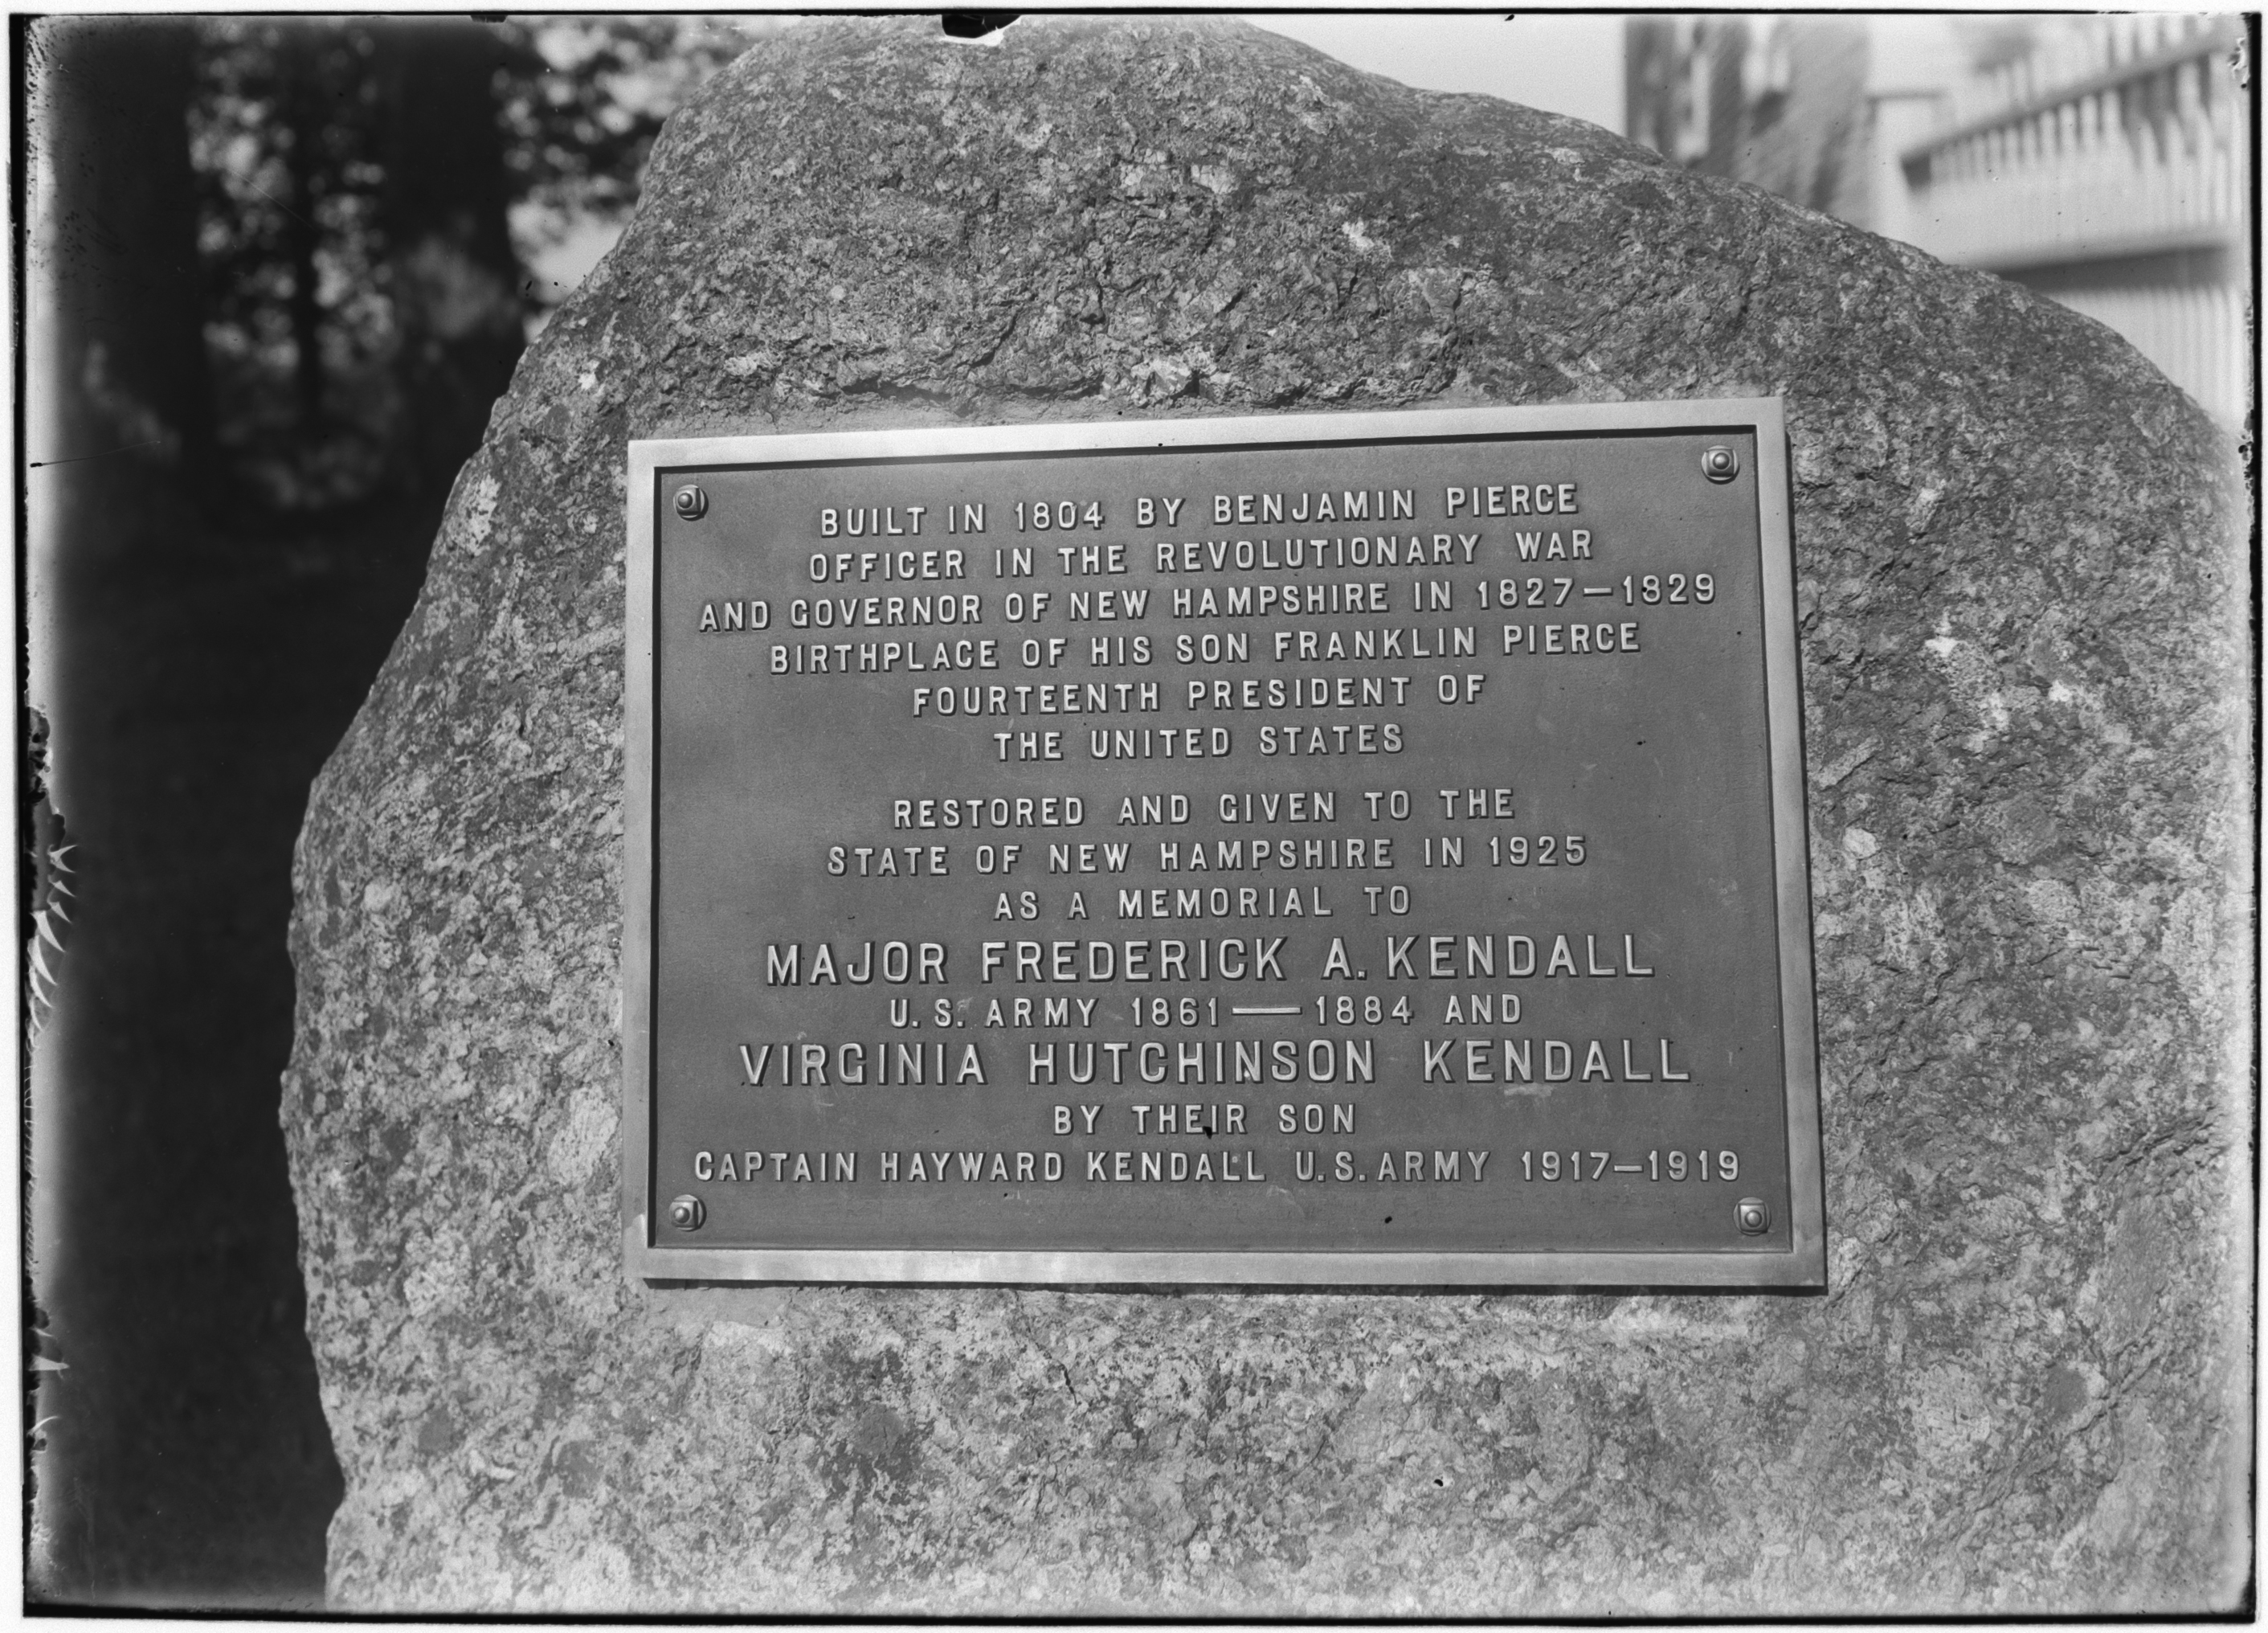 BUILT IN 1804 BY BENJAMIN PIERCE
OFFICER IN THE REVOLUTIONARY WAR
AND GOVERNOR OF NEW HAMPSHIRE IN 1827—1829
BIRTHPLACE OF HIS SON FRANKLIN PIERCE
FOURTEENTH PRESIDENT OF
THE UNITED STATES
RESTORED AND GIVEN TO THE
STATE OF NEW HAMPSHIRE IN 1925
AS A MEMORIAL TO
MAJOR FREDERICK A. KENDALL
U.S. ARMY 1861—1884 AND
VIRGINIA HUTCHINSON KENDALL
BY THEIR SON
CAPTAIN HAYWARD KENDALL U.S. ARMY 1917—1919